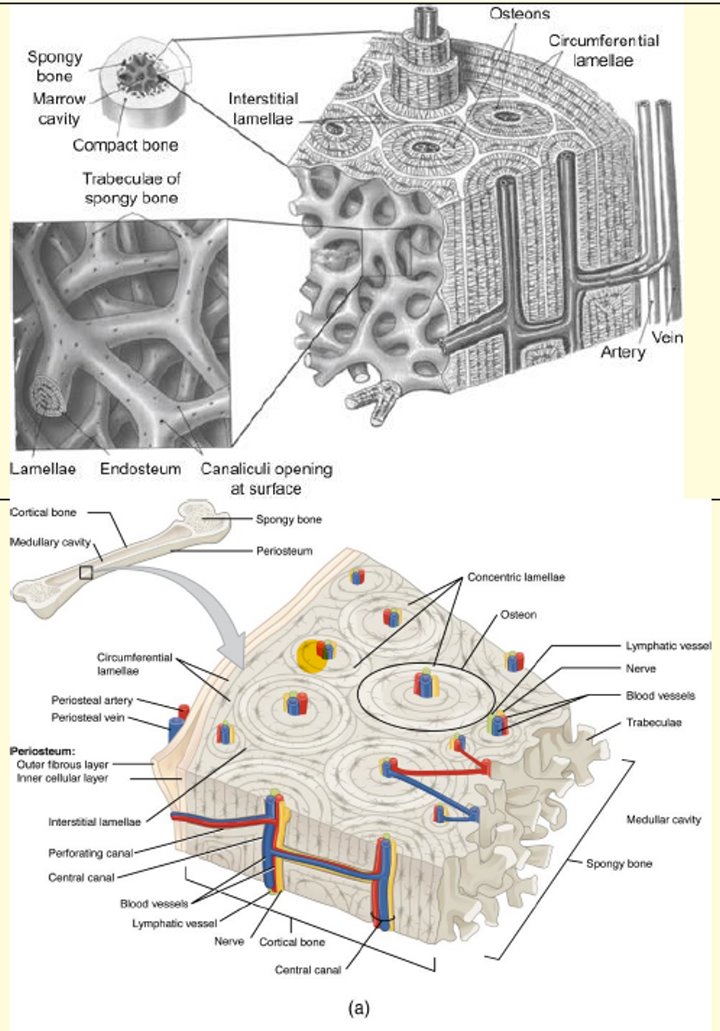 Osteons
Circumferential
lamellae
Spongy
bone
Marrow
cavity
Interstitial
lamellae
Compact bone
Trabeculae of
spongy bone
Artery
Vein
Lamellae
Endosteum
Canaliculi opening
at surface
Cortical bone
Spongy bone
Medullary cavity
Periosteum
Concentric lamellae
Osteon
Lymphatic vessel
Nerve
Blood vessels
Trabeculae
Circumferential
lamellae
Periosteal artery
Periosteal vein
Periosteum:
Outer fibrous layer
Inner cellular layer
Interstitial lamellae
Medullar cavity
Perforating canal
Spongy bone
Central canal
Blood vessels
Lymphatic vessel
Nerve
Cortical bone
Central canal
(a)